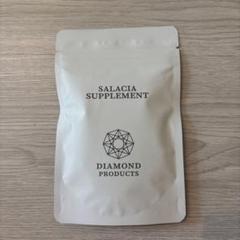 SALACIA
SUPPLEMENT
DIAMOND
PRODUCTS